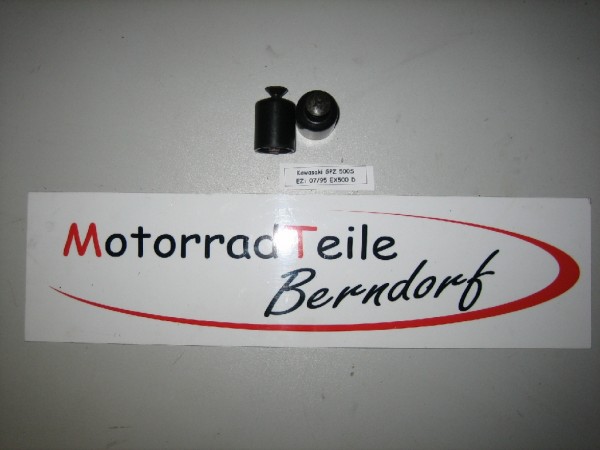 Kawasaki GPZ 500S
EZ: 07/95 EX500 D
MotorradTeile
Berndorf